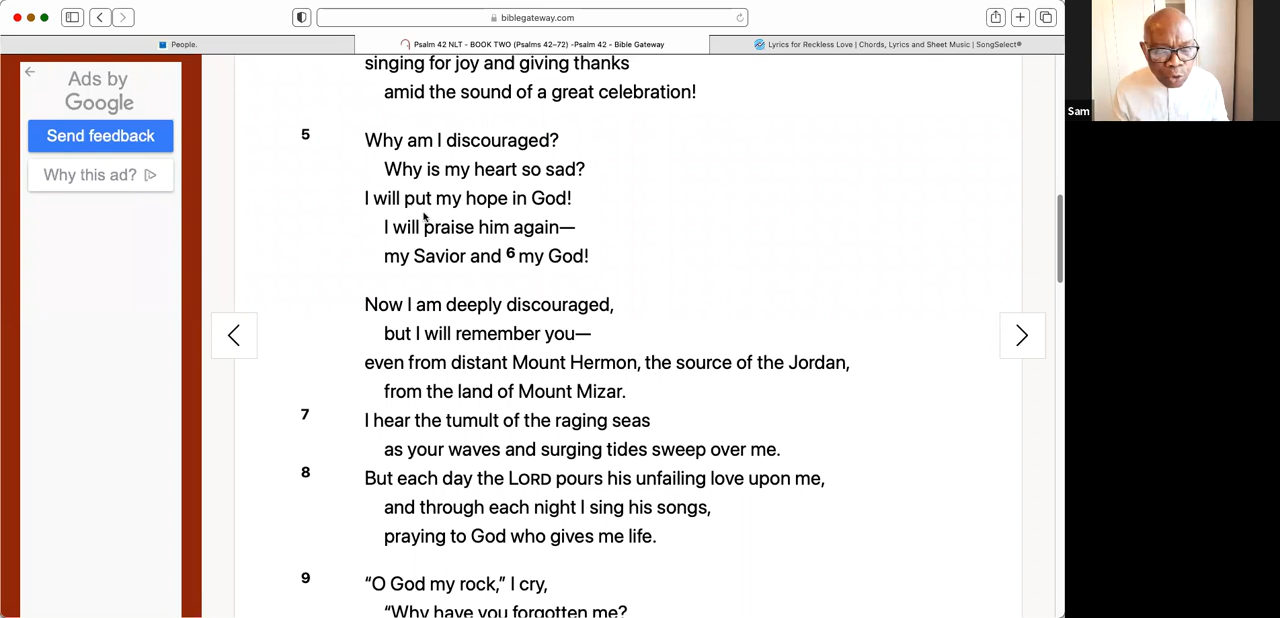 biblegateway.com
People.
Psalm 42 NLT - BOOK TWO (Psalms 42–72) -Psalm 42 - Bible Gateway
Lyrics for Reckless Love | Chords, Lyrics and Sheet Music | SongSelect®
Ads by
Google
Send feedback
Why this ad?
singing for joy and giving thanks
amid the sound of a great celebration!
5 Why am I discouraged?
Why is my heart so sad?
I will put my hope in God!
I will praise him again—
my Savior and 6 my God!
Now I am deeply discouraged,
but I will remember you—
even from distant Mount Hermon, the source of the Jordan,
from the land of Mount Mizar.
7 I hear the tumult of the raging seas
as your waves and surging tides sweep over me.
8 But each day the LORD pours his unfailing love upon me,
and through each night I sing his songs,
praying to God who gives me life.
9 “O God my rock,” I cry,
“Why have you forgotten me?
Sam